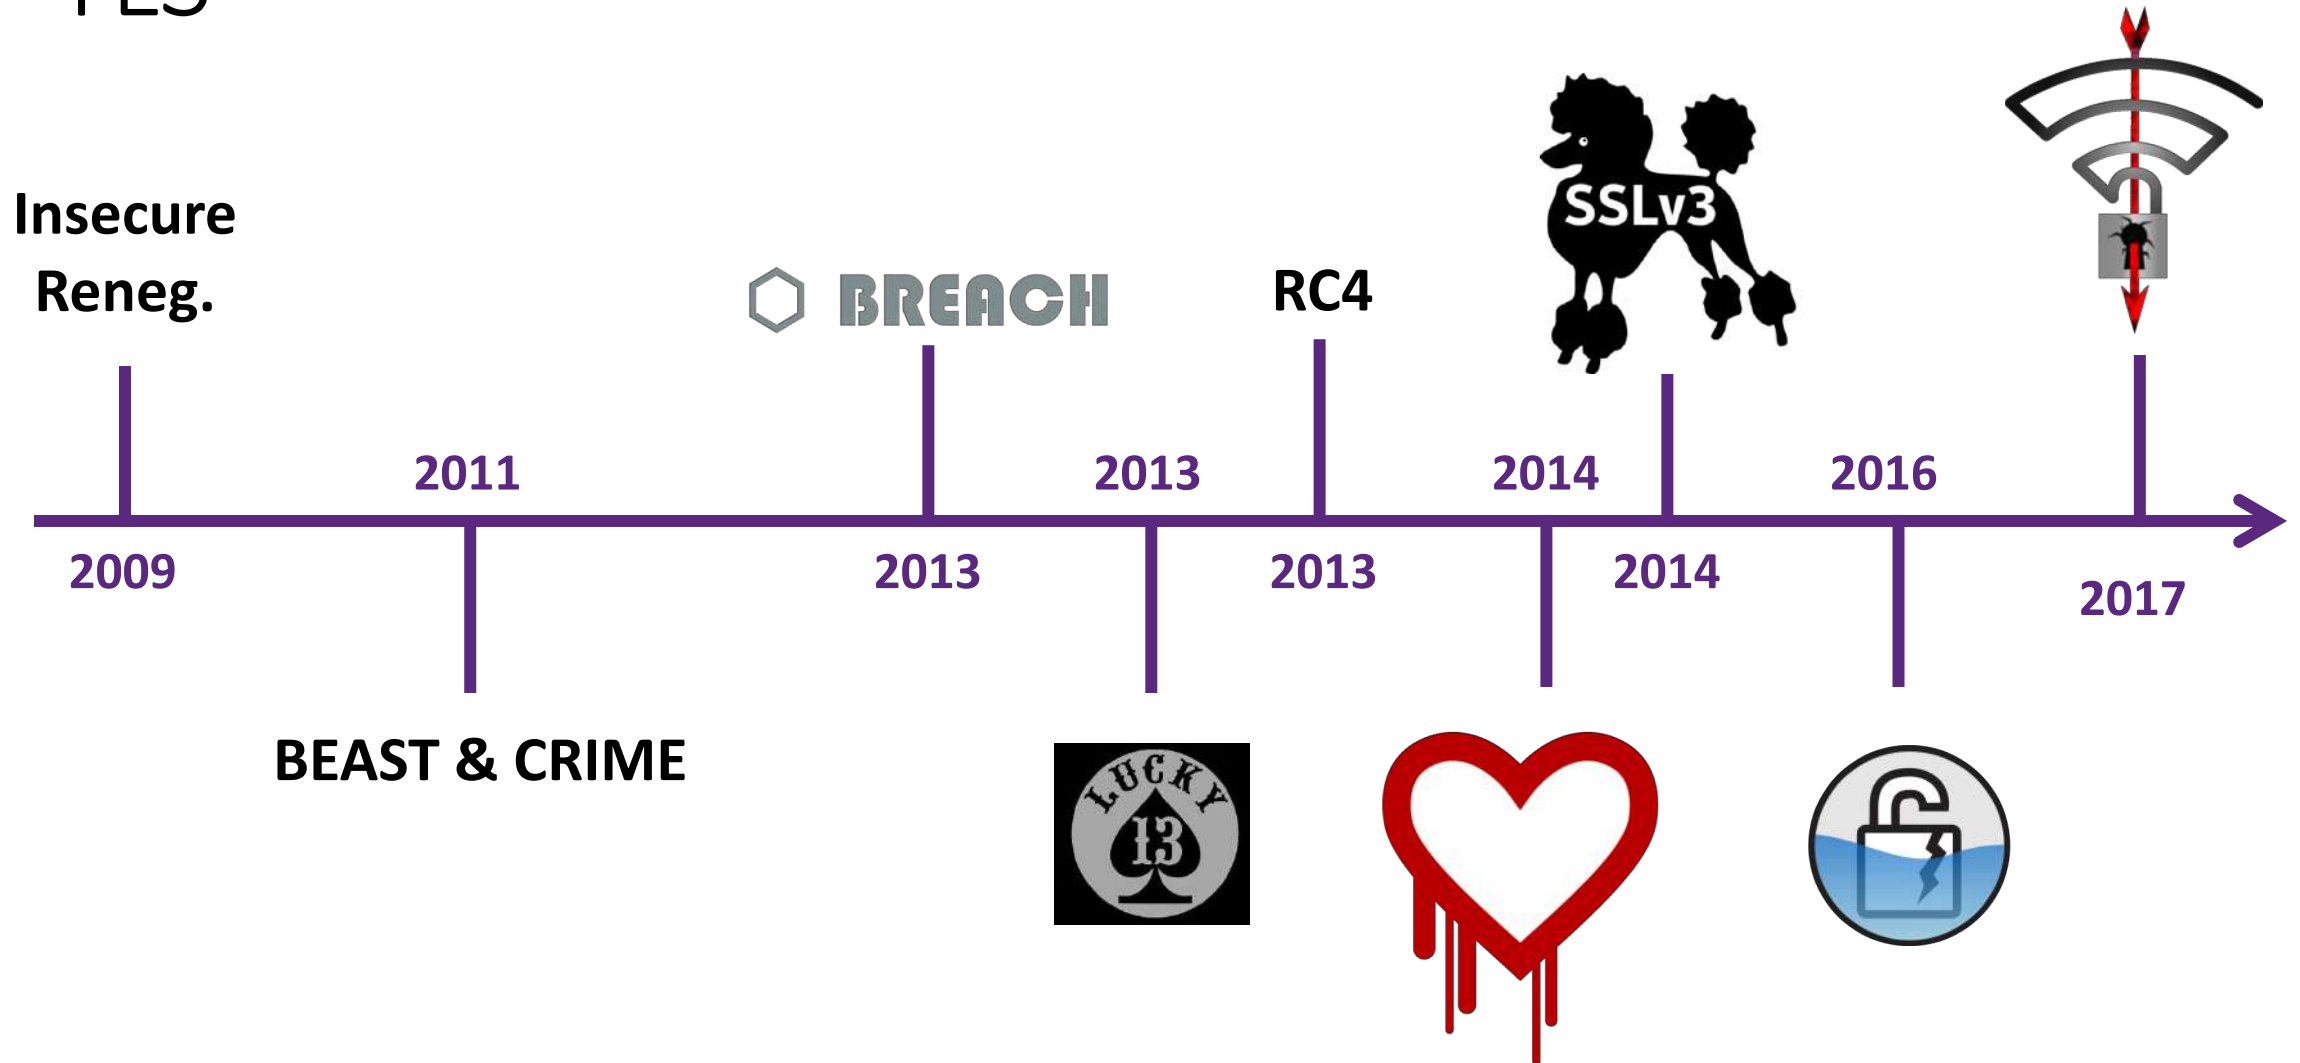 Insecure
Reneg.
BREACH
RC4
SSLv3
2011
2013
2014
2016
2009
2013
2013
2014
2017
BEAST & CRIME
LUCKY
13